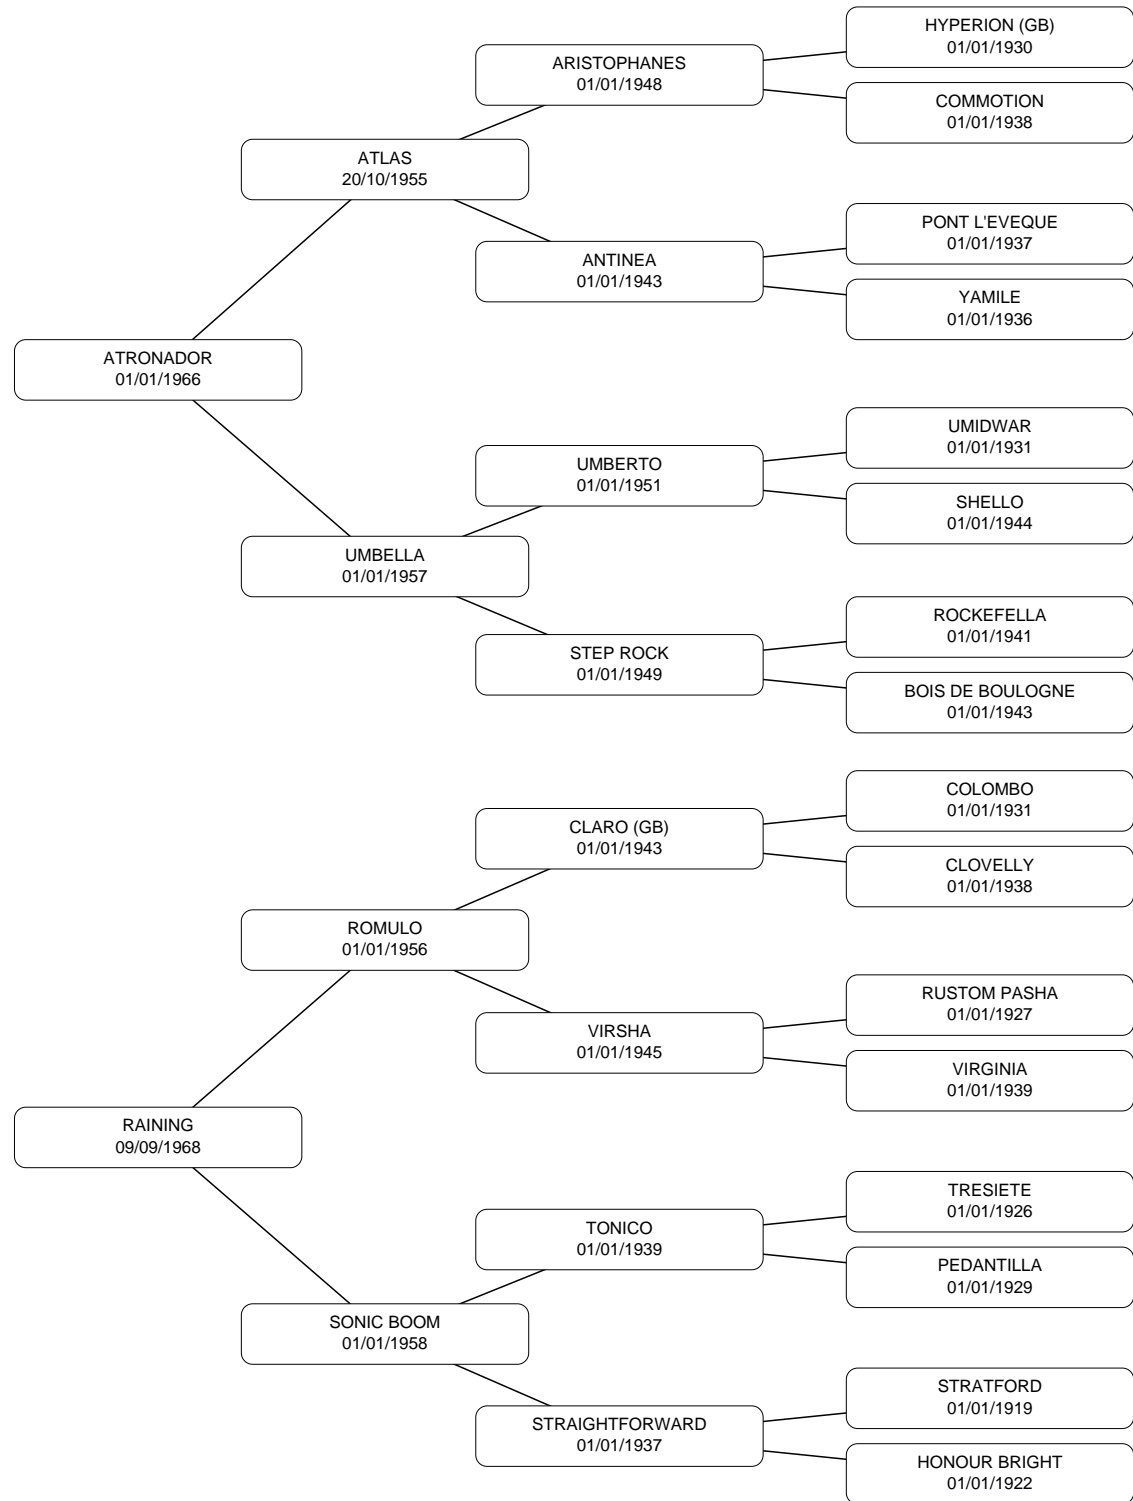 HYPERION (GB)
01/01/1930
ARISTOPHANES
01/01/1948
COMMOTION
01/01/1938
ATLAS
20/10/1955
PONT L'EVEQUE
01/01/1937
ANTINEA
01/01/1943
YAMILE
01/01/1936
ATRONADOR
01/01/1966
UMIDWAR
01/01/1931
UMBERTO
01/01/1951
SHELLO
01/01/1944
UMBELLA
01/01/1957
ROCKEFELLA
01/01/1941
STEP ROCK
01/01/1949
BOIS DE BOULOGNE
01/01/1943
COLOMBO
01/01/1931
CLARO (GB)
01/01/1943
CLOVELLY
01/01/1938
ROMULO
01/01/1956
RUSTOM PASHA
01/01/1927
VIRSHA
01/01/1945
VIRGINIA
01/01/1939
RAINING
09/09/1968
TRESIETE
01/01/1926
TONICO
01/01/1939
PEDANTILLA
01/01/1929
SONIC BOOM
01/01/1958
STRATFORD
01/01/1919
STRAIGHTFORWARD
01/01/1937
HONOUR BRIGHT
01/01/1922